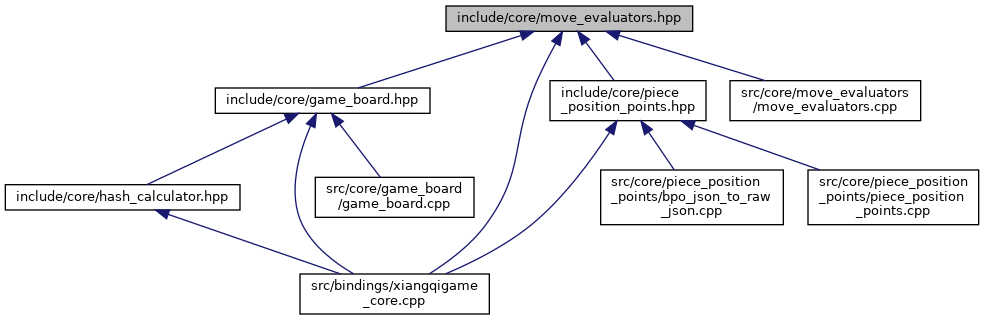 include/core/move_evaluators.hpp
include/core/game_board.hpp
include/core/piece
_position_points.hpp
src/core/move_evaluators
/move_evaluators.cpp
include/core/hash_calculator.hpp
src/core/game_board
/game_board.cpp
src/core/piece_position
_points/bpo_json_to_raw
_json.cpp
src/core/piece_position
_points/piece_position
_points.cpp
src/bindings/xiangqigame
_core.cpp